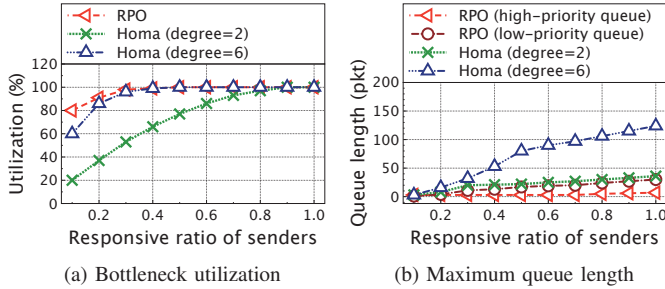 RPO
Homa (degree=2)
Homa (degree=6)
Utilization (%)
120
100
80
60
40
20
0
0.2 0.4 0.6 0.8 1.0
Responsive ratio of senders
(a) Bottleneck utilization
RPO (high-priority queue)
RPO (low-priority queue)
Homa (degree=2)
Homa (degree=6)
Queue length (pkt)
200
150
100
50
0
0.2 0.4 0.6 0.8 1.0
Responsive ratio of senders
(b) Maximum queue length